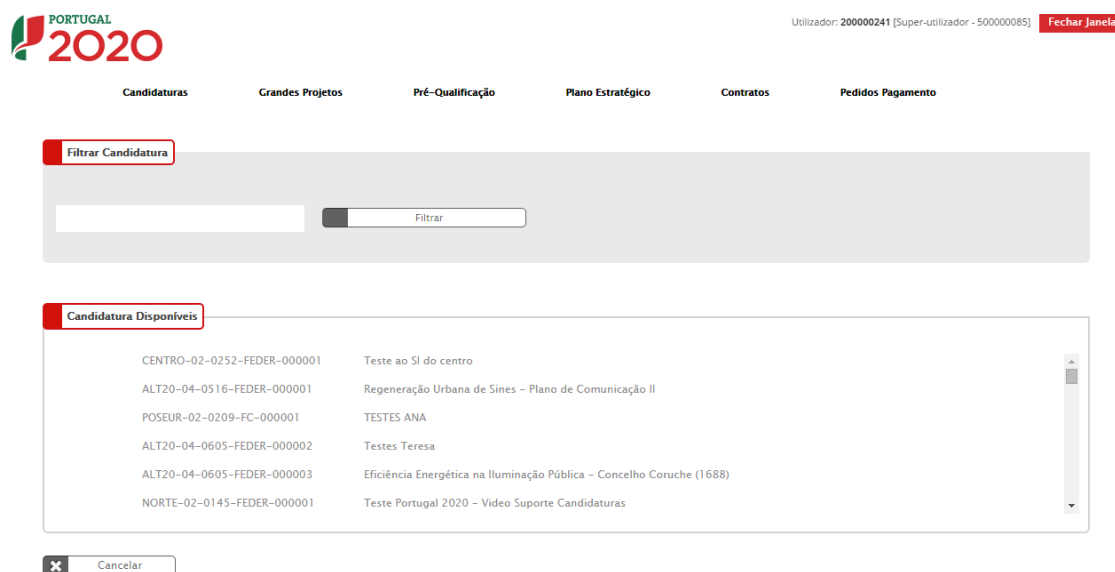 PORTUGAL
2020
Utilizador: 200000241 [Super-utilizador - 500000085]
Fechar Janela
Candidaturas Grandes Projetos Pré-Qualificação Plano Estratégico Contratos Pedidos Pagamento
Filtrar Candidatura
Filtrar
Candidatura Disponíveis
CENTRO-02-0252-FEDER-000001 Teste ao SI do centro
ALT20-04-0516-FEDER-000001 Regeneração Urbana de Sines - Plano de Comunicação II
POSEUR-02-0209-FC-000001 TESTES ANA
ALT20-04-0605-FEDER-000002 Testes Teresa
ALT20-04-0605-FEDER-000003 Eficiência Energética na Iluminação Pública - Concelho Coruche (1688)
NORTE-02-0145-FEDER-000001 Teste Portugal 2020 - Video Suporte Candidaturas
Cancelar